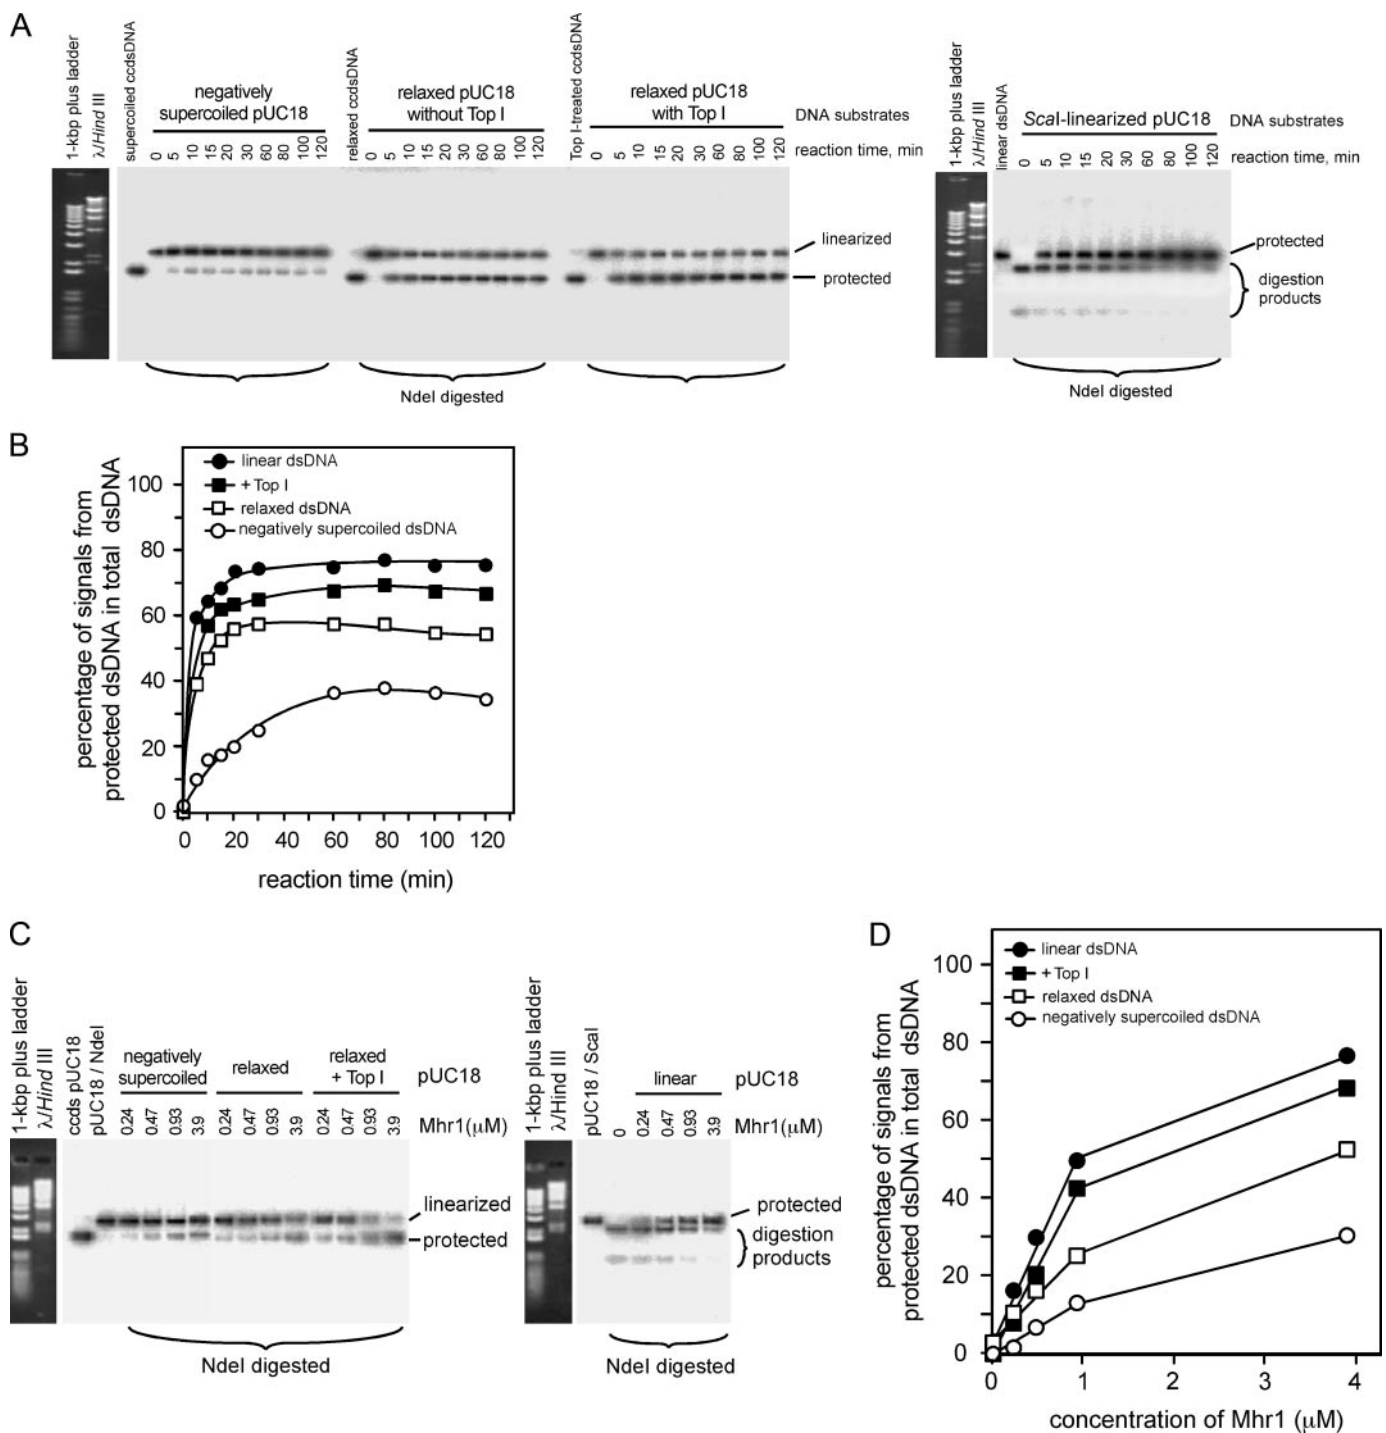 A
1-kbp plus ladder
λ/Hind III
supercoiled ccdsDNA
negatively
supercoiled pUC18
0 5 10 15 20 30 60 80 100 120
relaxed ccdsDNA
relaxed pUC18
without Top I
0 5 10 15 20 30 60 80 100 120
Top I-treated ccdsDNA
relaxed pUC18
with Top I
0 5 10 15 20 30 60 80 100 120
DNA substrates
reaction time, min
linearized
protected
NdeI digested
1-kbp plus ladder
λ/Hind III
linear dsDNA
ScaI-linearized pUC18
0 5 10 15 20 30 60 80 100 120
DNA substrates
reaction time, min
protected
digestion
products
NdeI digested
B
percentage of signals from
protected dsDNA in total dsDNA
100
80
60
40
20
0
linear dsDNA
+ Top I
relaxed dsDNA
negatively supercoiled dsDNA
0 20 40 60 80 100 120
reaction time (min)
C
1-kbp plus ladder
λ/Hind III
ccds pUC18
pUC18 / NdeI
negatively
supercoiled
relaxed
relaxed
+ Top I
pUC18
0.24 0.47 0.93 3.9 0.24 0.47 0.93 3.9 0.24 0.47 0.93 3.9
Mhr1(μM)
linearized
protected
NdeI digested
1-kbp plus ladder
λ/Hind III
pUC18 / ScaI
linear
pUC18
0 0.24 0.47 0.93 3.9
Mhr1(μM)
protected
digestion
products
NdeI digested
D
percentage of signals from
protected dsDNA in total dsDNA
100
80
60
40
20
0
linear dsDNA
+ Top I
relaxed dsDNA
negatively supercoiled dsDNA
0 1 2 3 4
concentration of Mhr1 (μM)